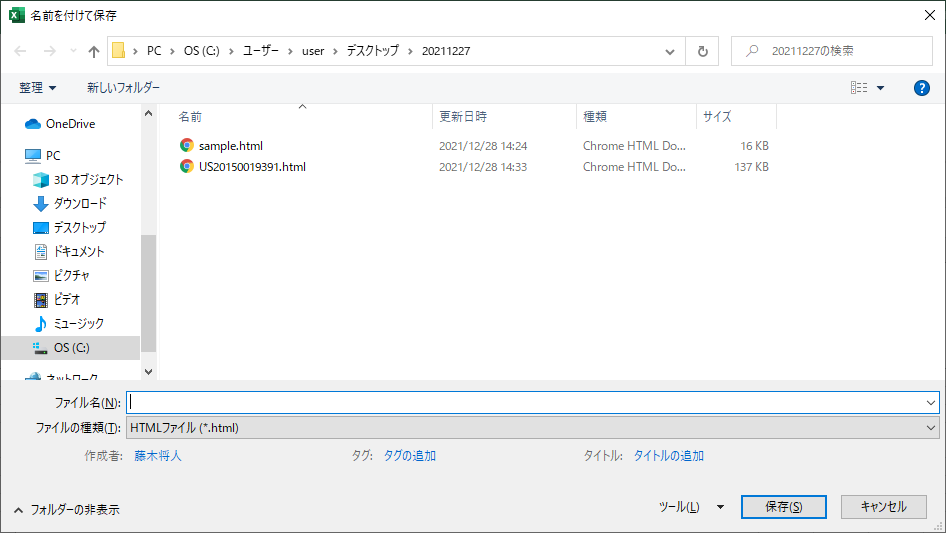 名前を付けて保存
PC › OS (C:) › ユーザー › user › デスクトップ › 20211227
20211227の検索
整理 新しいフォルダー
OneDrive
PC
3D オブジェクト
ダウンロード
デスクトップ
ドキュメント
ピクチャ
ビデオ
ミュージック
OS (C:)
ネットワーク
名前 更新日時 種類 サイズ
sample.html 2021/12/28 14:24 Chrome HTML Do... 16 KB
US20150019391.html 2021/12/28 14:33 Chrome HTML Do... 137 KB
ファイル名(N):
ファイルの種類(T): HTMLファイル (*.html)
作成者: 藤木将人 タグ: タグの追加 タイトル: タイトルの追加
フォルダーの非表示 ツール(L) 保存(S) キャンセル